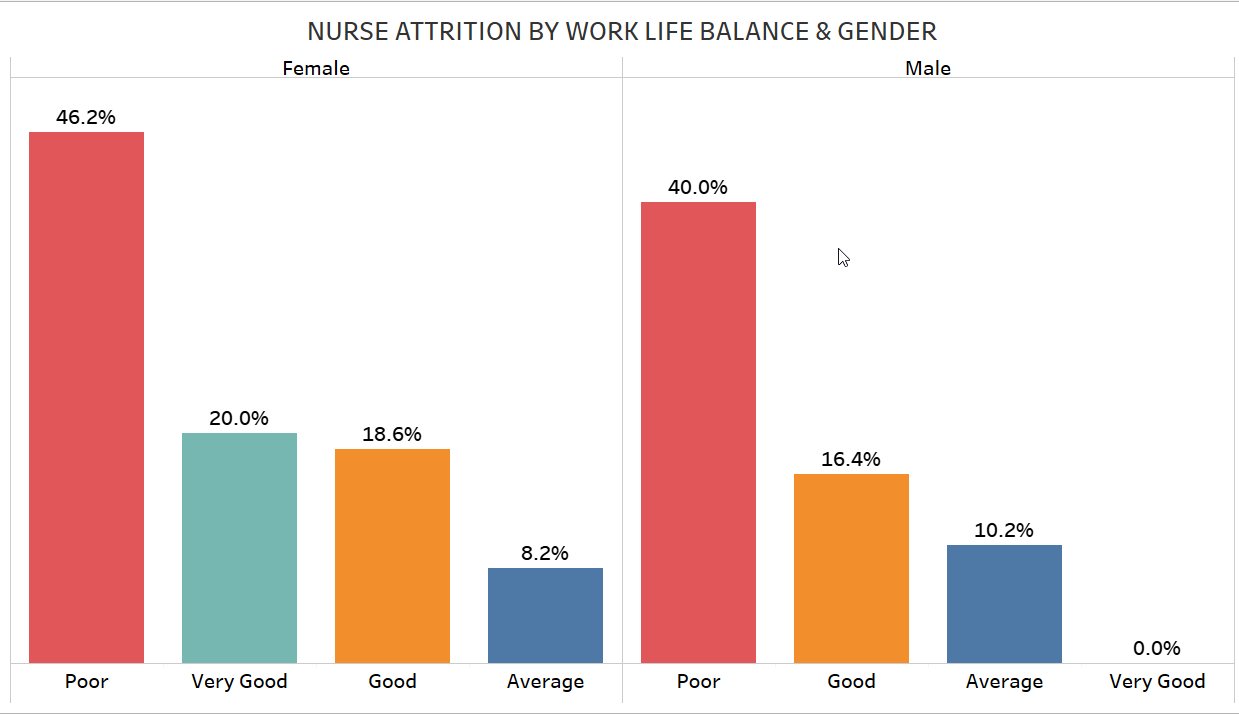 NURSE ATTRITION BY WORK LIFE BALANCE & GENDER
Female
Male
46.2%
20.0%
18.6%
8.2%
40.0%
16.4%
10.2%
0.0%
Poor
Very Good
Good
Average
Poor
Good
Average
Very Good